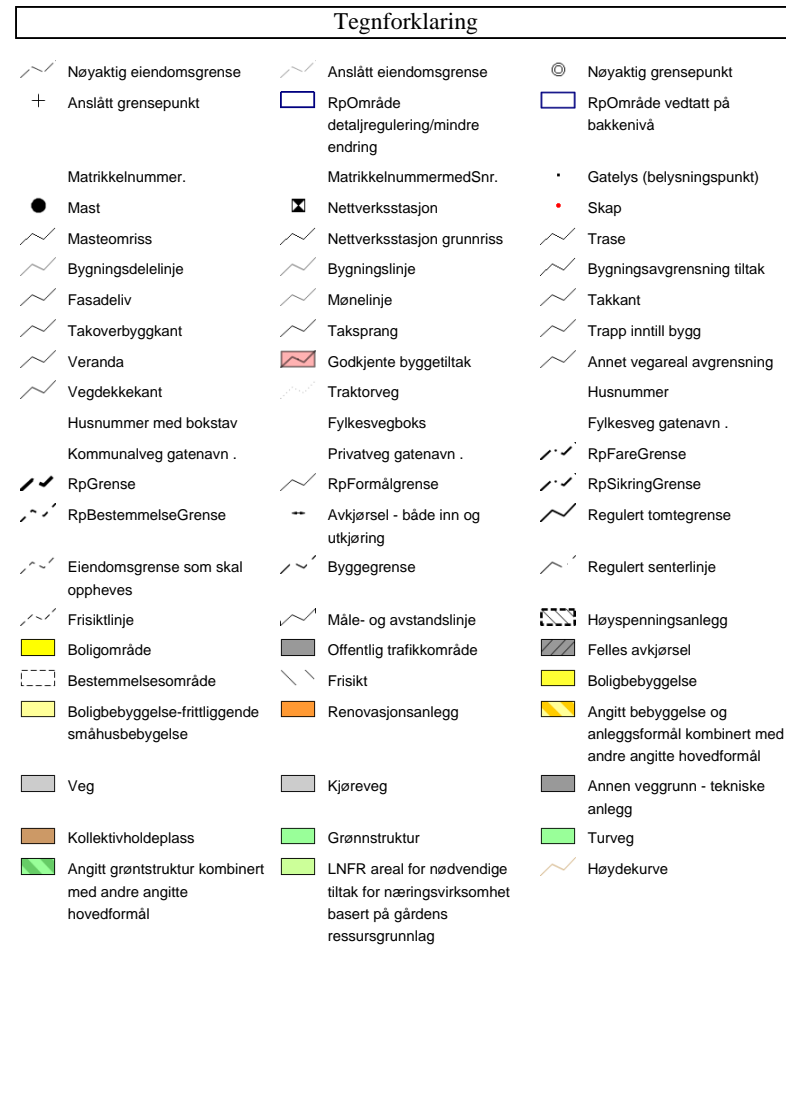 Tegnforklaring
Nøyaktig eiendomsgrense
Anslått eiendomsgrense
Nøyaktig grensepunkt
Anslått grensepunkt
RpOmråde
detaljregulering/mindre
endring
RpOmråde vedtatt på
bakkenivå
Matrikkelnummer.
MatrikkelnummermedSnr.
Gatelys (belysningspunkt)
Mast
Nettverksstasjon
Skap
Masteomriss
Nettverksstasjon grunnriss
Trase
Bygningsdelelinje
Bygningslinje
Bygningsavgrensning tiltak
Fasadeliv
Mønelinje
Takkant
Takoverbyggkant
Taksprang
Trapp inntill bygg
Veranda
Godkjente byggetiltak
Annet vegareal avgrensning
Vegdekkekant
Traktorveg
Husnummer
Husnummer med bokstav
Fylkesvegboks
Fylkesveg gatenavn .
Kommunalveg gatenavn .
Privatveg gatenavn .
RpFareGrense
RpGrense
RpFormålgrense
RpSikringGrense
RpBestemmelseGrense
Avkjørsel - både inn og
utkjøring
Regulert tomtegrense
Eiendomsgrense som skal
oppheves
Byggegrense
Regulert senterlinje
Frisiktlinje
Måle- og avstandslinje
Høyspenningsanlegg
Boligområde
Offentlig trafikkområde
Felles avkjørsel
Bestemmelsesområde
Frisikt
Boligbebyggelse
Boligbebyggelse-frittliggende
småhusbebygelse
Renovasjonsanlegg
Angitt bebyggelse og
anleggsformål kombinert med
andre angitte hovedformål
Veg
Kjøreveg
Annen veggrunn - tekniske
anlegg
Kollektivholdeplass
Grønnstruktur
Turveg
Angitt grøntstruktur kombinert
med andre angitte
hovedformål
LNFR areal for nødvendige
tiltak for næringsvirksomhet
basert på gårdens
ressursgrunnlag
Høydekurve